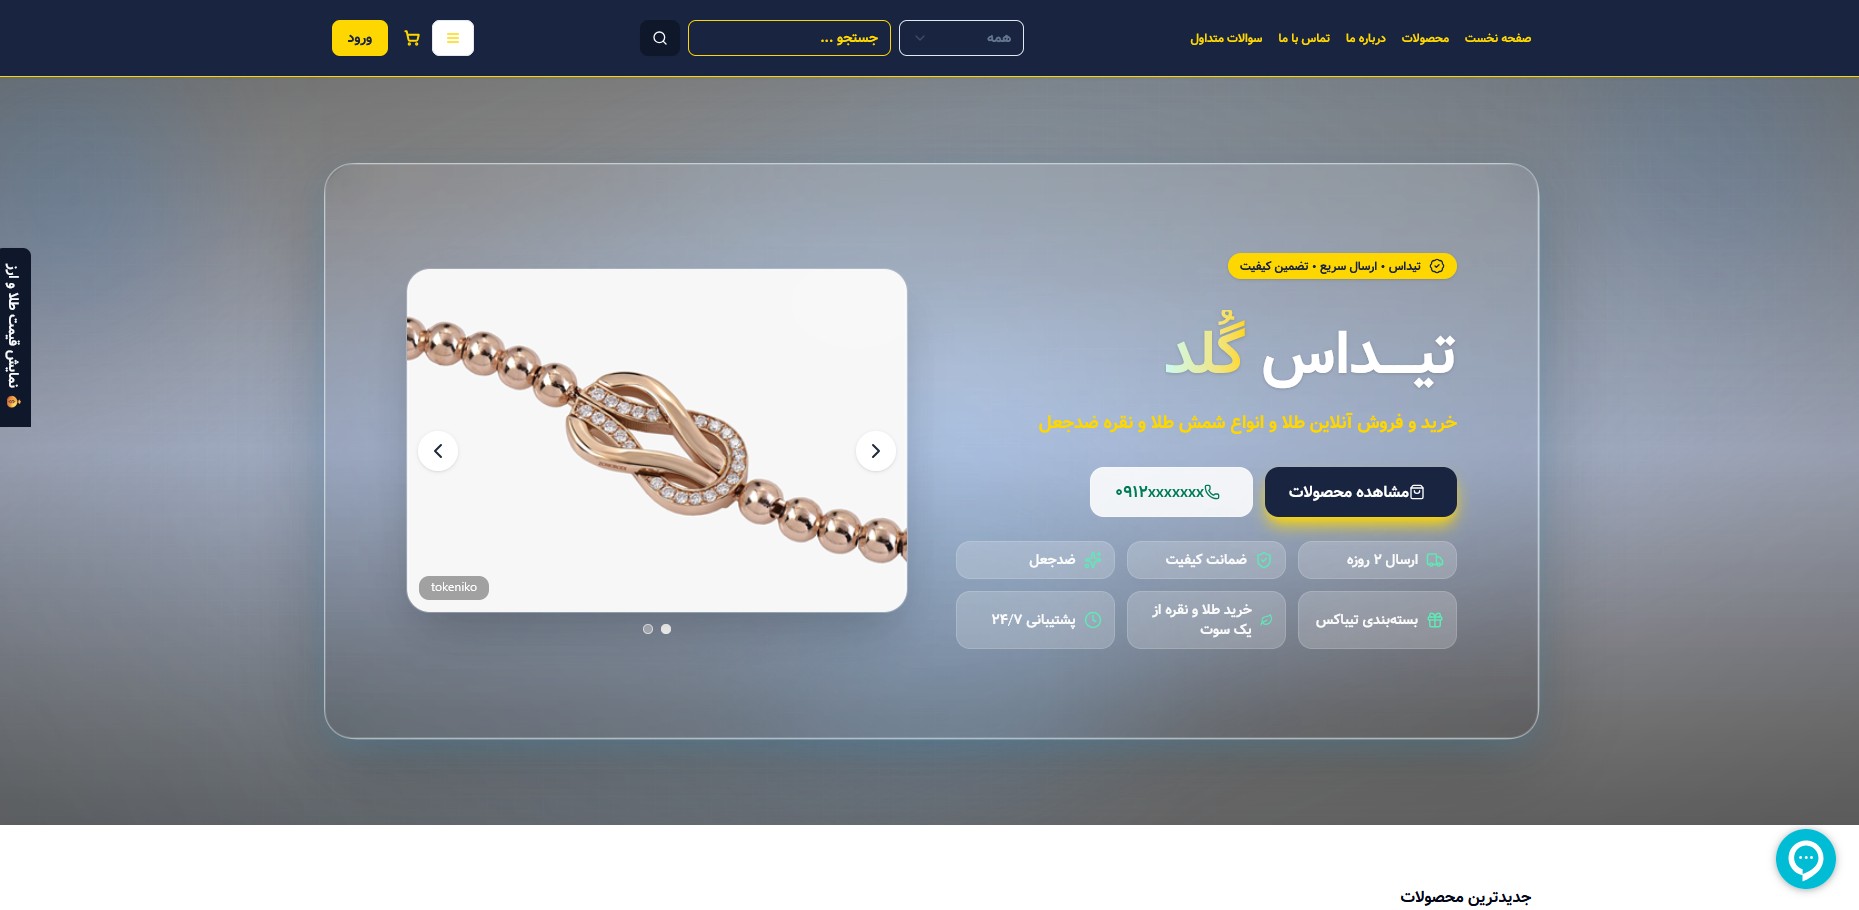 صفحه نخست
محصولات
درباره ما
تماس با ما
سوالات متداول
همه
جستجو ...
ورود
نمایش قیمت طلا و ارز
تیداس • ارسال سریع • تضمین کیفیت
تیــداس گُلد
خرید و فروش آنلاین طلا و انواع شمش طلا و نقره ضدجعل
مشاهده محصولات
۰۹۱۲xxxxxxx
ارسال ۲ روزه
ضمانت کیفیت
ضدجعل
بسته‌بندی تیباکس
خرید طلا و نقره از
یک سوت
پشتیبانی ۲۴/۷
tokeniko
جدیدترین محصولات